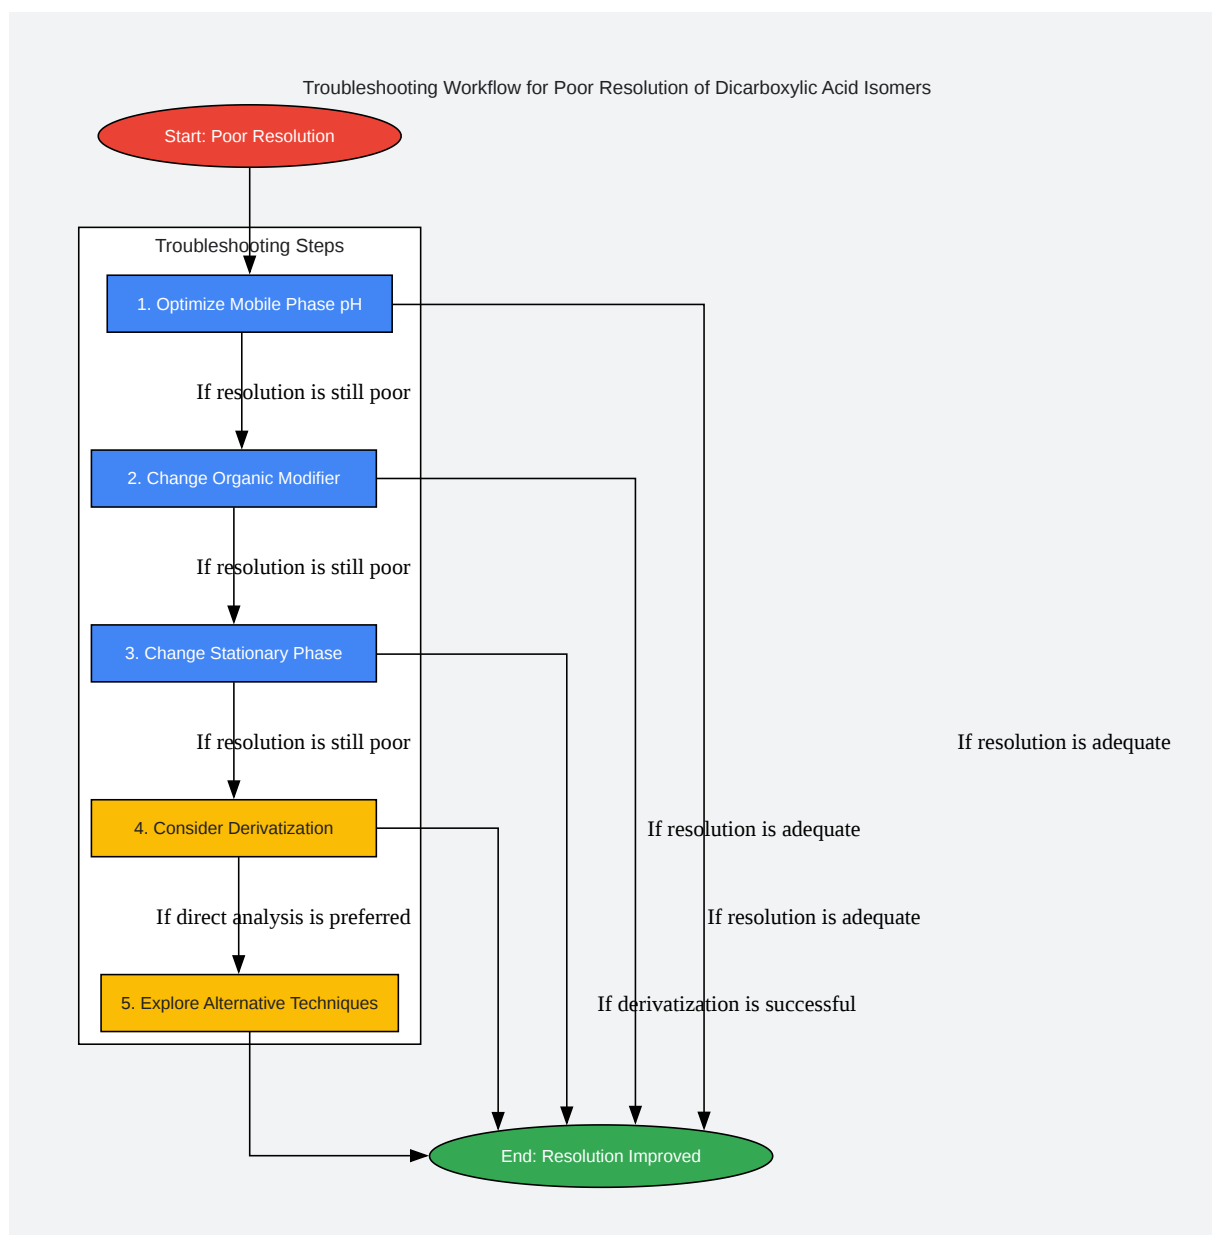 Troubleshooting Workflow for Poor Resolution of Dicarboxylic Acid Isomers
Start: Poor Resolution
Troubleshooting Steps
1. Optimize Mobile Phase pH
If resolution is still poor
2. Change Organic Modifier
If resolution is still poor
3. Change Stationary Phase
If resolution is still poor
If resolution is adequate
4. Consider Derivatization
If resolution is adequate
If direct analysis is preferred
If resolution is adequate
5. Explore Alternative Techniques
If derivatization is successful
End: Resolution Improved